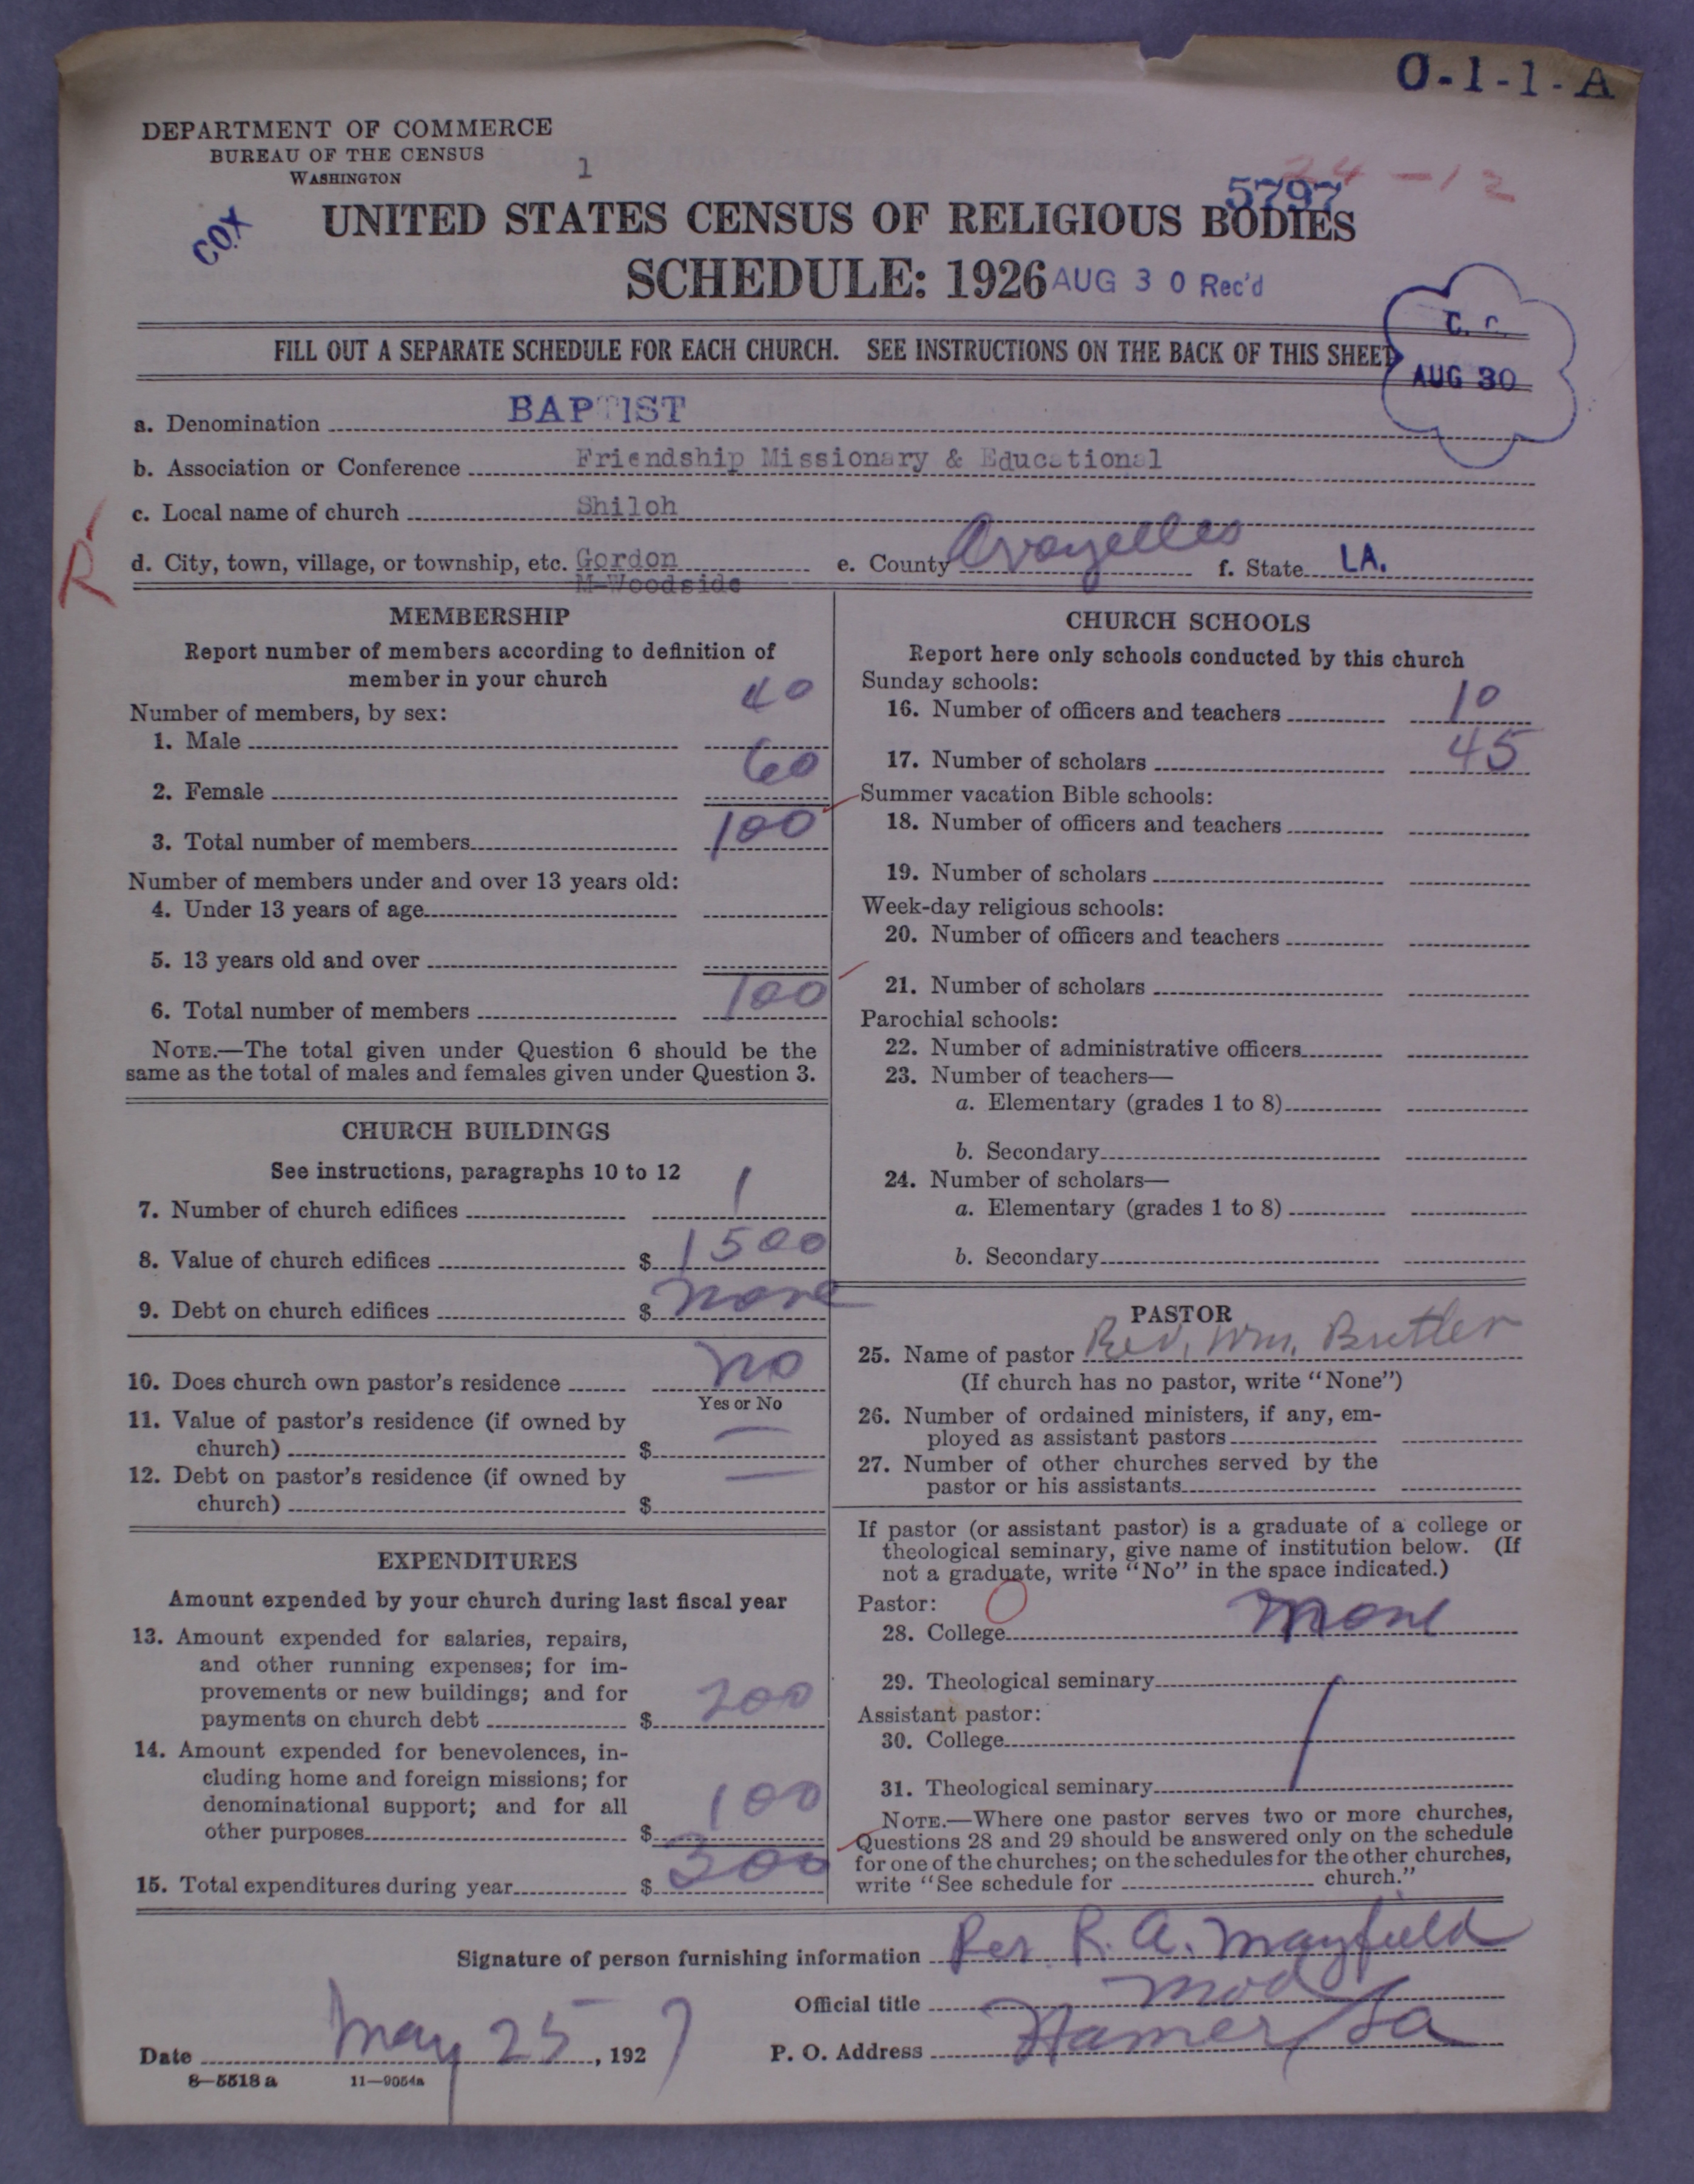 O-1-1-A
DEPARTMENT OF COMMERCE
BUREAU OF THE CENSUS
WASHINGTON
1
24-12
5797
COX
UNITED STATES CENSUS OF RELIGIOUS BODIES
SCHEDULE: 1926
AUG 30 Rec'd
FILL OUT A SEPARATE SCHEDULE FOR EACH CHURCH. SEE INSTRUCTIONS ON THE BACK OF THIS SHEET
AUG 30
a. Denomination BAPTIST
b. Association or Conference Friendship Missionary & Educational
c. Local name of church Shiloh
R
d. City, town, village, or township, etc. Gordon e. County Avoyelles f. State LA.
M-Woodside
MEMBERSHIP
Report number of members according to definition of
member in your church
Number of members, by sex:
1. Male 40
2. Female 60
3. Total number of members 100
Number of members under and over 13 years old:
4. Under 13 years of age
5. 13 years old and over
6. Total number of members 100
NOTE.—The total given under Question 6 should be the
same as the total of males and females given under Question 3.
CHURCH BUILDINGS
See instructions, paragraphs 10 to 12
7. Number of church edifices 1
8. Value of church edifices $ 1500
9. Debt on church edifices $ none
10. Does church own pastor's residence no
Yes or No
11. Value of pastor's residence (if owned by
church) $ —
12. Debt on pastor's residence (if owned by
church) $ —
EXPENDITURES
Amount expended by your church during last fiscal year
13. Amount expended for salaries, repairs,
and other running expenses; for im-
provements or new buildings; and for
payments on church debt $ 200
14. Amount expended for benevolences, in-
cluding home and foreign missions; for
denominational support; and for all
other purposes $ 100
15. Total expenditures during year $ 300
CHURCH SCHOOLS
Report here only schools conducted by this church
Sunday schools:
16. Number of officers and teachers 10
17. Number of scholars 45
Summer vacation Bible schools:
18. Number of officers and teachers
19. Number of scholars
Week-day religious schools:
20. Number of officers and teachers
21. Number of scholars
Parochial schools:
22. Number of administrative officers
23. Number of teachers—
a. Elementary (grades 1 to 8)
b. Secondary
24. Number of scholars—
a. Elementary (grades 1 to 8)
b. Secondary
PASTOR
25. Name of pastor Rev. Wm. Butler
(If church has no pastor, write "None")
26. Number of ordained ministers, if any, em-
ployed as assistant pastors
27. Number of other churches served by the
pastor or his assistants
If pastor (or assistant pastor) is a graduate of a college or
theological seminary, give name of institution below. (If
not a graduate, write "No" in the space indicated.)
Pastor: 0
28. College none
29. Theological seminary
Assistant pastor:
30. College
31. Theological seminary
NOTE.—Where one pastor serves two or more churches,
Questions 28 and 29 should be answered only on the schedule
for one of the churches; on the schedules for the other churches,
write "See schedule for church."
Signature of person furnishing information Rev R. A. Mayfield
Official title Mod
Date May 25, 1927 P. O. Address Hamer La
8-5518 a 11-9054a